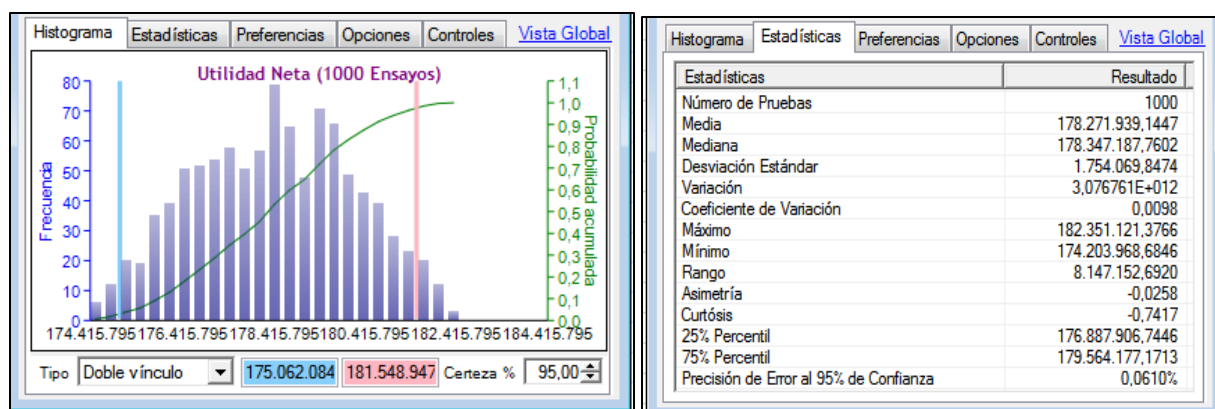 Histograma Estadísticas Preferencias Opciones Controles Vista Global
Utilidad Neta (1000 Ensayos)
Frecuencia
80
70
60
50
40
30
20
10
0
1,1
1,0
0,9
0,8
0,7
0,6
0,5
0,4
0,3
0,2
0,1
0,0
Probabilidad acumulada
174.415.795 176.415.795 178.415.795 180.415.795 182.415.795 184.415.795
Tipo Doble vínculo 175.062.084 181.548.947 Certeza % 95,00
Histograma Estadísticas Preferencias Opciones Controles Vista Global
Estadísticas Resultado
Número de Pruebas 1000
Media 178.271.939,1447
Mediana 178.347.187,7602
Desviación Estándar 1.754.069,8474
Variación 3,076761E+012
Coeficiente de Variación 0,0098
Máximo 182.351.121,3766
Mínimo 174.203.968,6846
Rango 8.147.152,6920
Asimetría -0,0258
Curtósis -0,7417
25% Percentil 176.887.906,7446
75% Percentil 179.564.177,1713
Precisión de Error al 95% de Confianza 0,0610%